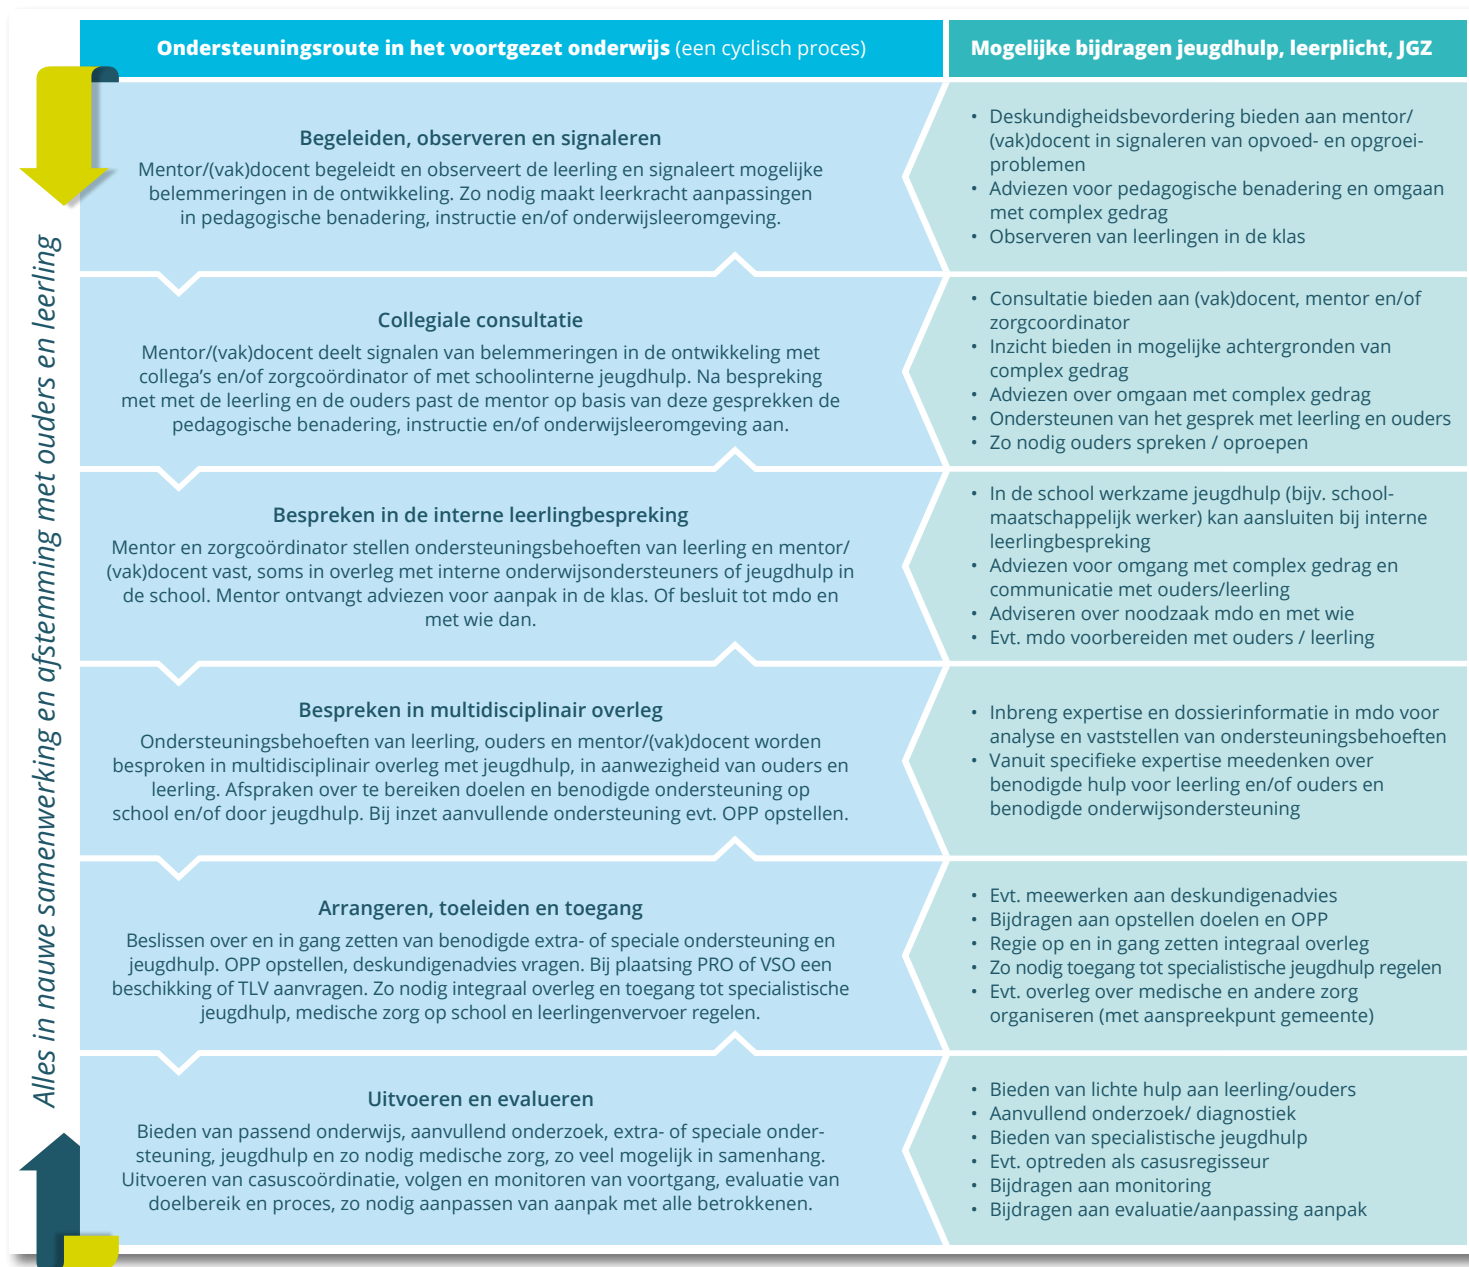 Ondersteuningsroute in het voortgezet onderwijs (een cyclisch proces)
Mogelijke bijdragen jeugdhulp, leerplicht, JGZ
Alles in nauwe samenwerking en afstemming met ouders en leerling
Begeleiden, observeren en signaleren
Mentor/(vak)docent begeleidt en observeert de leerling en signaleert mogelijke
belemmeringen in de ontwikkeling. Zo nodig maakt leerkracht aanpassingen
in pedagogische benadering, instructie en/of onderwijsleeromgeving.
• Deskundigheidsbevordering bieden aan mentor/
(vak)docent in signaleren van opvoed- en opgroei-
problemen
• Adviezen voor pedagogische benadering en omgaan
met complex gedrag
• Observeren van leerlingen in de klas
Collegiale consultatie
Mentor/(vak)docent deelt signalen van belemmeringen in de ontwikkeling met
collega's en/of zorgcoördinator of met schoolinterne jeugdhulp. Na bespreking
met met de leerling en de ouders past de mentor op basis van deze gesprekken de
pedagogische benadering, instructie en/of onderwijsleeromgeving aan.
• Consultatie bieden aan (vak)docent, mentor en/of
zorgcoordinator
• Inzicht bieden in mogelijke achtergronden van
complex gedrag
• Adviezen over omgaan met complex gedrag
• Ondersteunen van het gesprek met leerling en ouders
• Zo nodig ouders spreken / oproepen
Bespreken in de interne leerlingbespreking
Mentor en zorgcoördinator stellen ondersteuningsbehoeften van leerling en mentor/
(vak)docent vast, soms in overleg met interne onderwijsondersteuners of jeugdhulp in
de school. Mentor ontvangt adviezen voor aanpak in de klas. Of besluit tot mdo en
met wie dan.
• In de school werkzame jeugdhulp (bijv. school-
maatschappelijk werker) kan aansluiten bij interne
leerlingbespreking
• Adviezen voor omgang met complex gedrag en
communicatie met ouders/leerling
• Adviseren over noodzaak mdo en met wie
• Evt. mdo voorbereiden met ouders / leerling
Bespreken in multidisciplinair overleg
Ondersteuningsbehoeften van leerling, ouders en mentor/(vak)docent worden
besproken in multidisciplinair overleg met jeugdhulp, in aanwezigheid van ouders en
leerling. Afspraken over te bereiken doelen en benodigde ondersteuning op
school en/of door jeugdhulp. Bij inzet aanvullende ondersteuning evt. OPP opstellen.
• Inbreng expertise en dossierinformatie in mdo voor
analyse en vaststellen van ondersteuningsbehoeften
• Vanuit specifieke expertise meedenken over
benodigde hulp voor leerling en/of ouders en
benodigde onderwijsondersteuning
Arrangeren, toeleiden en toegang
Beslissen over en in gang zetten van benodigde extra- of speciale ondersteuning en
jeugdhulp. OPP opstellen, deskundigenadvies vragen. Bij plaatsing PRO of VSO een
beschikking of TLV aanvragen. Zo nodig integraal overleg en toegang tot specialistische
jeugdhulp, medische zorg op school en leerlingenvervoer regelen.
• Evt. meewerken aan deskundigenadvies
• Bijdragen aan opstellen doelen en OPP
• Regie op en in gang zetten integraal overleg
• Zo nodig toegang tot specialistische jeugdhulp regelen
• Evt. overleg over medische en andere zorg
organiseren (met aanspreekpunt gemeente)
Uitvoeren en evalueren
Bieden van passend onderwijs, aanvullend onderzoek, extra- of speciale onder-
steuning, jeugdhulp en zo nodig medische zorg, zo veel mogelijk in samenhang.
Uitvoeren van casuscoördinatie, volgen en monitoren van voortgang, evaluatie van
doelbereik en proces, zo nodig aanpassen van aanpak met alle betrokkenen.
• Bieden van lichte hulp aan leerling/ouders
• Aanvullend onderzoek/ diagnostiek
• Bieden van specialistische jeugdhulp
• Evt. optreden als casusregisseur
• Bijdragen aan monitoring
• Bijdragen aan evaluatie/aanpassing aanpak